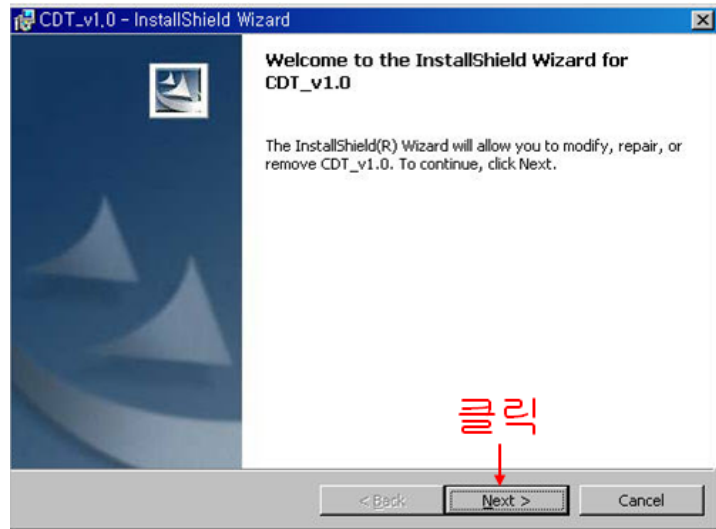 CDT_v1.0 - InstallShield Wizard
Welcome to the InstallShield Wizard for
CDT_v1.0
The InstallShield(R) Wizard will allow you to modify, repair, or
remove CDT_v1.0. To continue, click Next.
클릭
< Back Next > Cancel